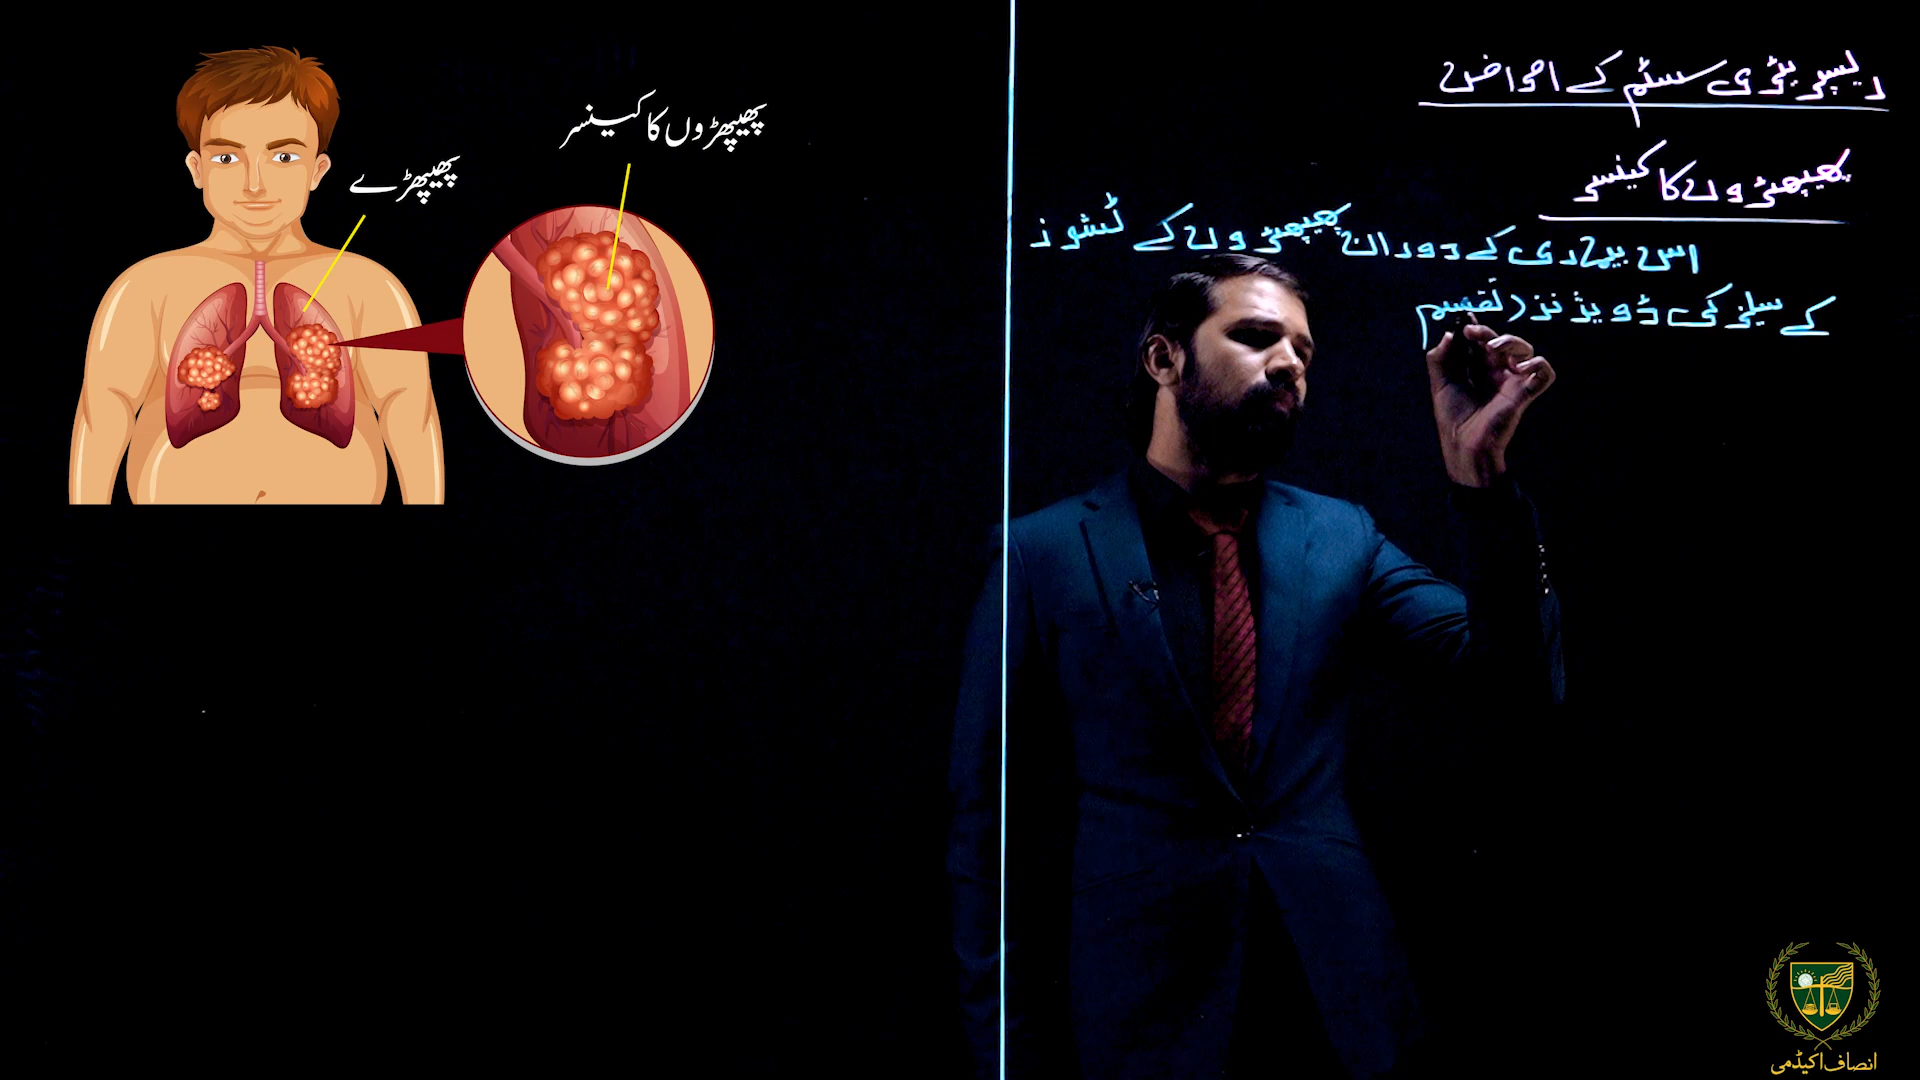 ریسپریٹری سسٹم کے امراض
پھیپھڑوں کا کینسر
اس بیماری کے دوران پھیپھڑوں کے ٹشوز
کے سیلز کی ڈویژنز (تقسیم
پھیپھڑوں کا کینسر
پھیپھڑے
انصاف اکیڈمی